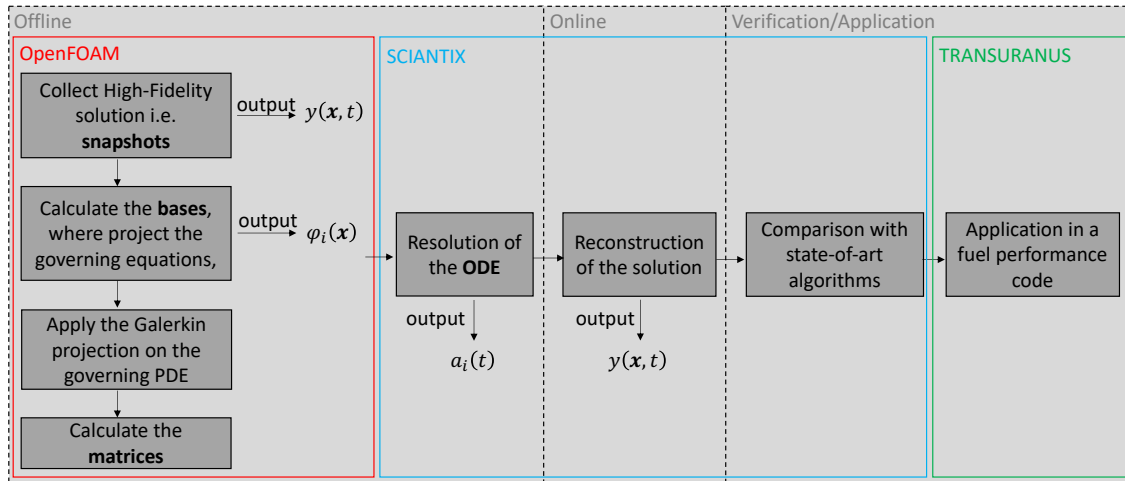 Offline
Online
Verification/Application
OpenFOAM
SCIANTIX
TRANSURANUS
Collect High-Fidelity
solution i.e.
snapshots
output
y(x, t)
Calculate the bases,
where project the
governing equations,
output
φᵢ(x)
Apply the Galerkin
projection on the
governing PDE
Calculate the
matrices
Resolution of
the ODE
output
aᵢ(t)
Reconstruction
of the solution
output
y(x, t)
Comparison with
state-of-art
algorithms
Application in a
fuel performance
code